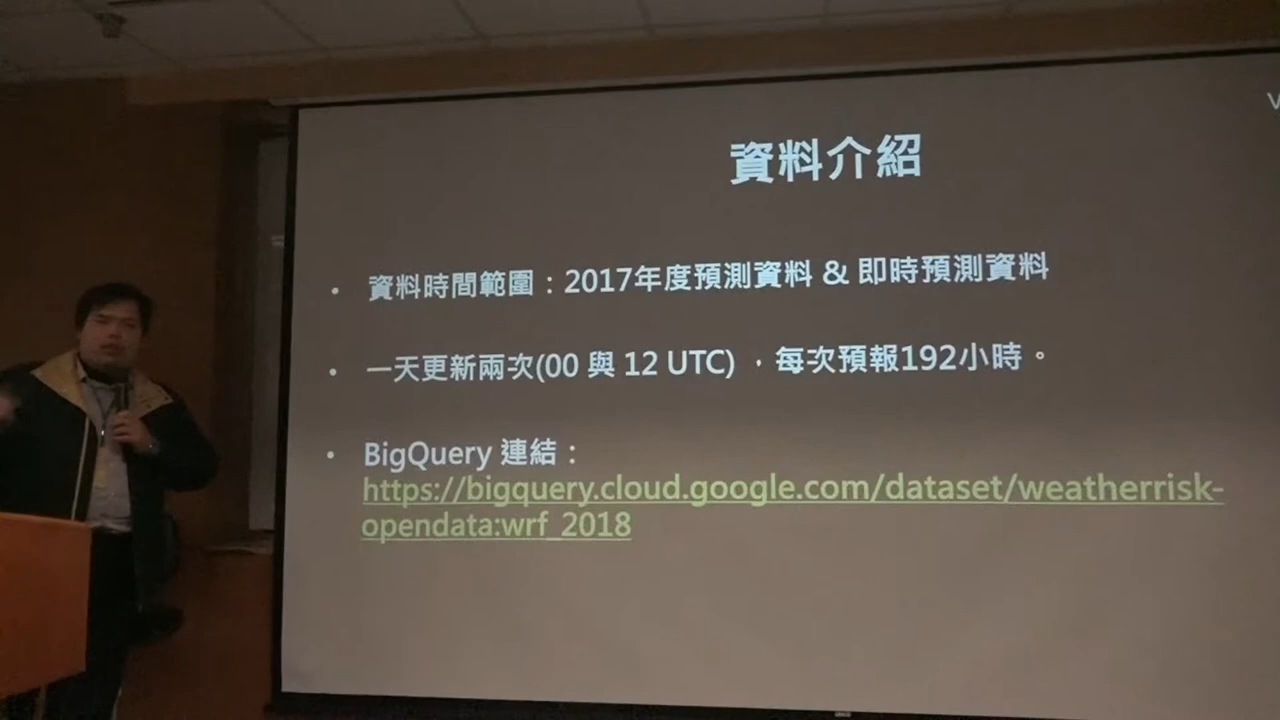 資料介紹
• 資料時間範圍：2017年度預測資料 & 即時預測資料
• 一天更新兩次(00 與 12 UTC) ，每次預報192小時。
• BigQuery 連結：
https://bigquery.cloud.google.com/dataset/weatherrisk-
opendata:wrf_2018